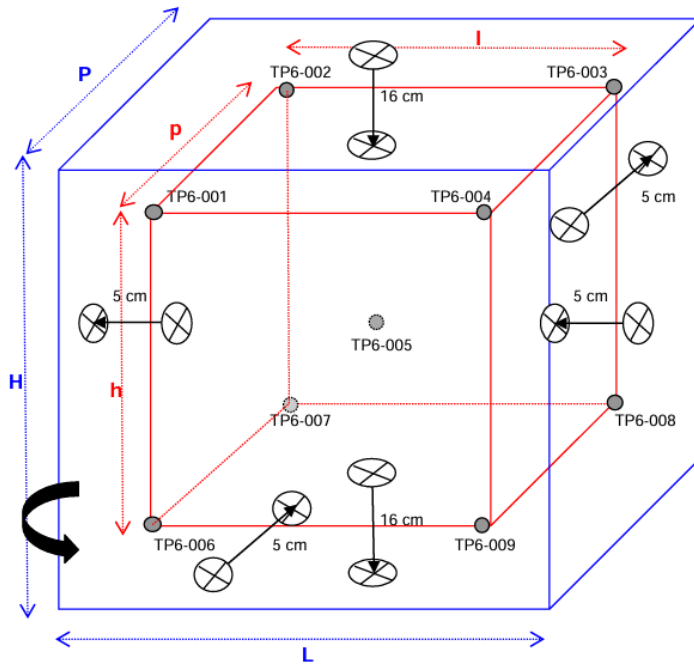 l
P
TP6-002
TP6-003
16 cm
p
TP6-001
TP6-004
5 cm
5 cm
5 cm
TP6-005
H
h
TP6-007
TP6-008
16 cm
TP6-006
5 cm
TP6-009
L